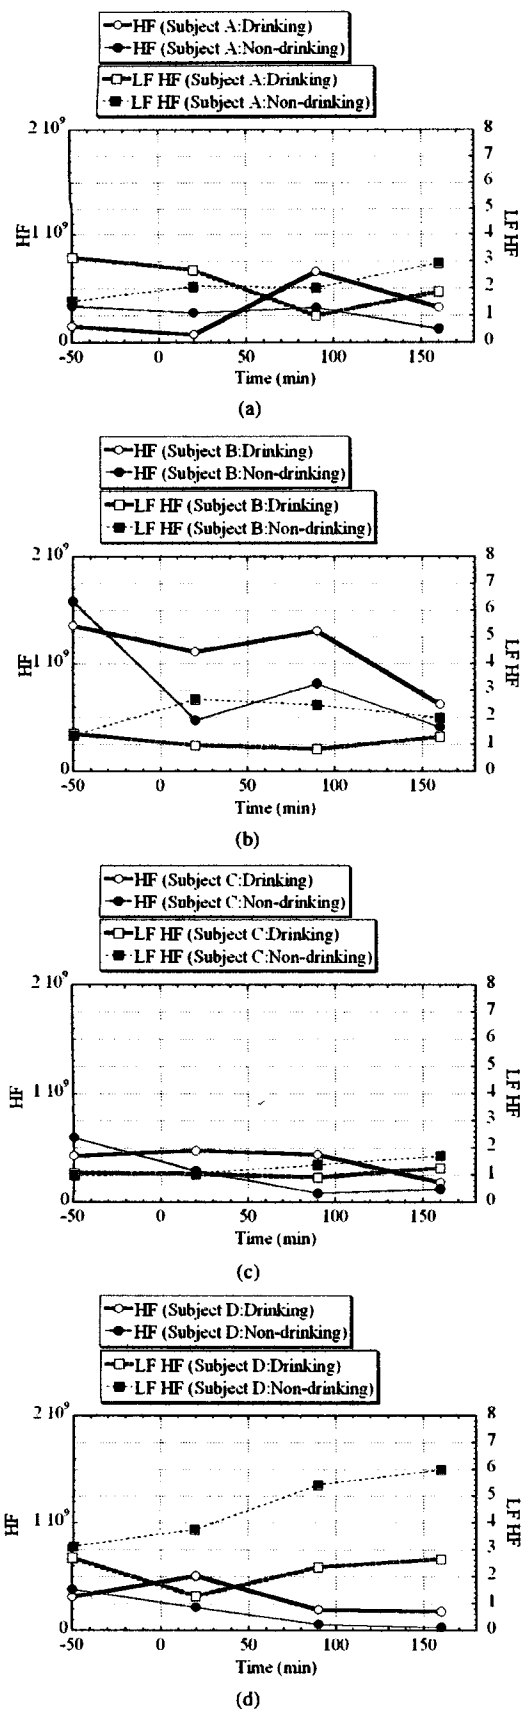 HF (Subject A:Drinking)
HF (Subject A:Non-drinking)
LF HF (Subject A:Drinking)
LF HF (Subject A:Non-drinking)
2 10⁹
1 10⁹
0
HF
8
7
6
5
4
3
2
1
0
LF HF
-50 0 50 100 150
Time (min)
(a)
HF (Subject B:Drinking)
HF (Subject B:Non-drinking)
LF HF (Subject B:Drinking)
LF HF (Subject B:Non-drinking)
2 10⁹
1 10⁹
0
HF
8
7
6
5
4
3
2
1
0
LF HF
-50 0 50 100 150
Time (min)
(b)
HF (Subject C:Drinking)
HF (Subject C:Non-drinking)
LF HF (Subject C:Drinking)
LF HF (Subject C:Non-drinking)
2 10⁹
1 10⁹
0
HF
8
7
6
5
4
3
2
1
0
LF HF
-50 0 50 100 150
Time (min)
(c)
HF (Subject D:Drinking)
HF (Subject D:Non-drinking)
LF HF (Subject D:Drinking)
LF HF (Subject D:Non-drinking)
2 10⁹
1 10⁹
0
HF
8
7
6
5
4
3
2
1
0
LF HF
-50 0 50 100 150
Time (min)
(d)